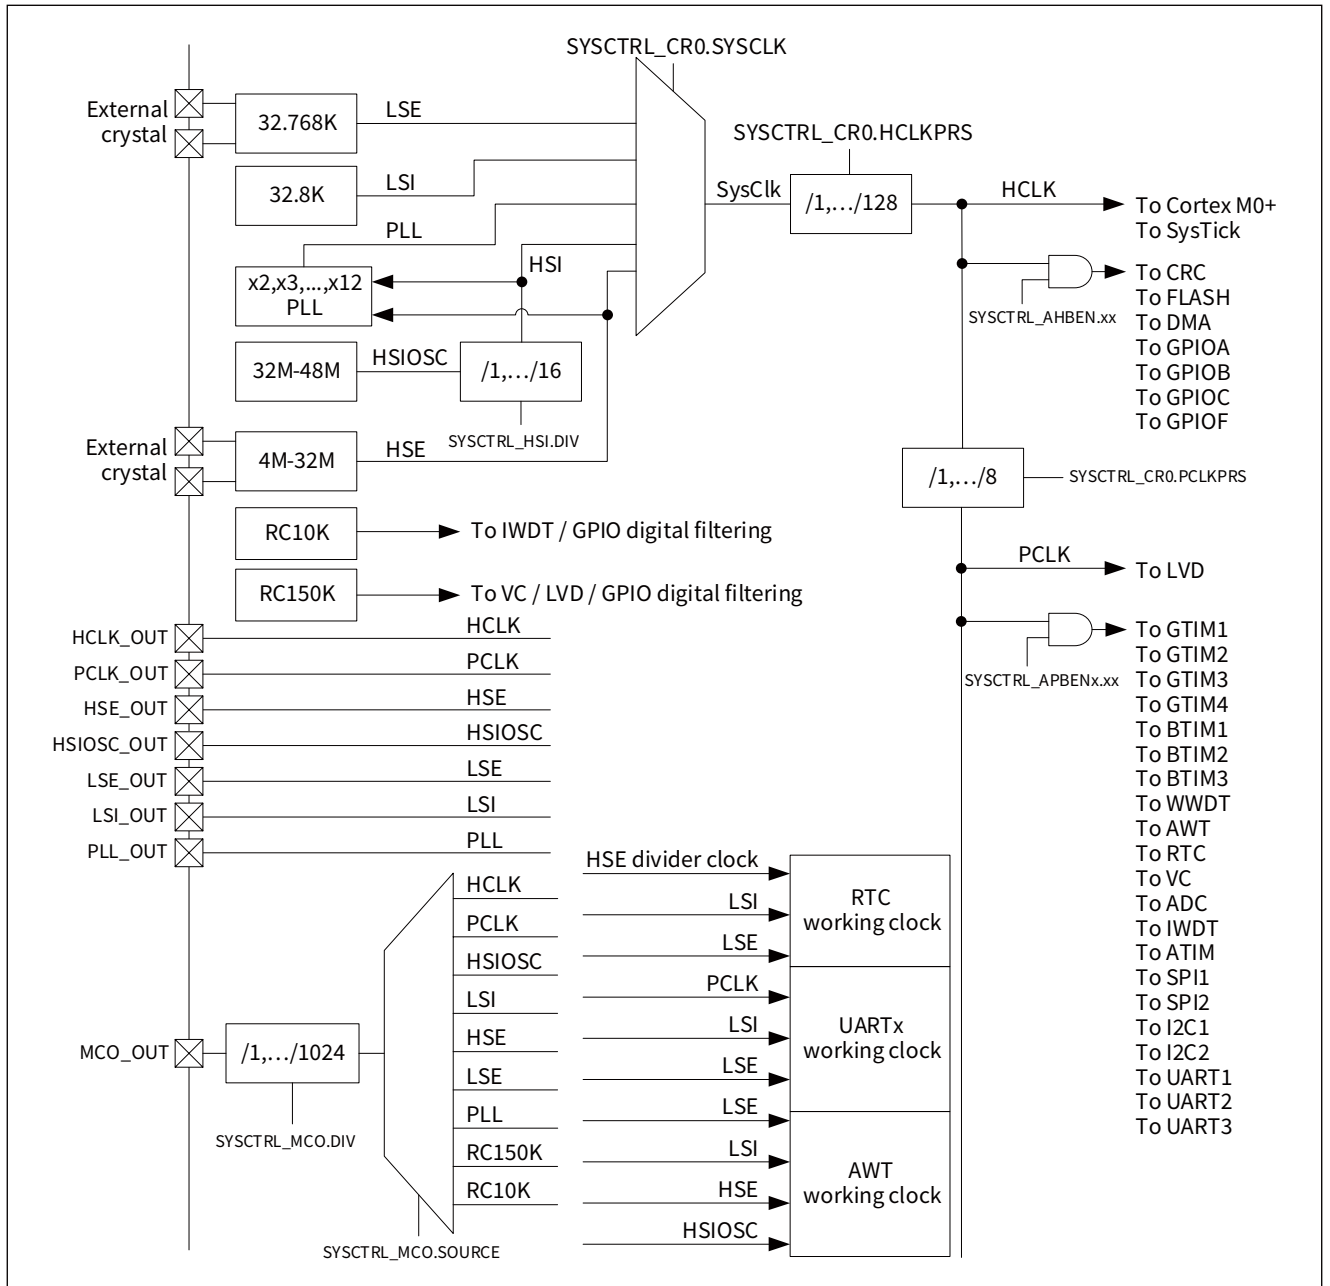 SYSCTRL_CR0.SYSCLK
External
crystal
32.768K
LSE
SYSCTRL_CR0.HCLKPRS
32.8K
LSI
SysClk
/1,.../128
HCLK
To Cortex M0+
To SysTick
PLL
HSI
x2,x3,...,x12
PLL
To CRC
To FLASH
To DMA
To GPIOA
To GPIOB
To GPIOC
To GPIOF
SYSCTRL_AHBEN.xx
32M-48M
HSIOSC
/1,.../16
SYSCTRL_HSI.DIV
External
crystal
4M-32M
HSE
/1,.../8
SYSCTRL_CR0.PCLKPRS
RC10K
To IWDT / GPIO digital filtering
RC150K
To VC / LVD / GPIO digital filtering
PCLK
To LVD
HCLK_OUT
HCLK
PCLK_OUT
PCLK
HSE_OUT
HSE
HSIOSC_OUT
HSIOSC
LSE_OUT
LSE
LSI_OUT
LSI
PLL_OUT
PLL
SYSCTRL_APBENx.xx
To GTIM1
To GTIM2
To GTIM3
To GTIM4
To BTIM1
To BTIM2
To BTIM3
To WWDT
To AWT
To RTC
To VC
To ADC
To IWDT
To ATIM
To SPI1
To SPI2
To I2C1
To I2C2
To UART1
To UART2
To UART3
MCO_OUT
/1,.../1024
SYSCTRL_MCO.DIV
HCLK
PCLK
HSIOSC
LSI
HSE
LSE
PLL
RC150K
RC10K
SYSCTRL_MCO.SOURCE
HSE divider clock
LSI
LSE
RTC
working clock
PCLK
LSI
LSE
UARTx
working clock
LSE
LSI
HSE
HSIOSC
AWT
working clock